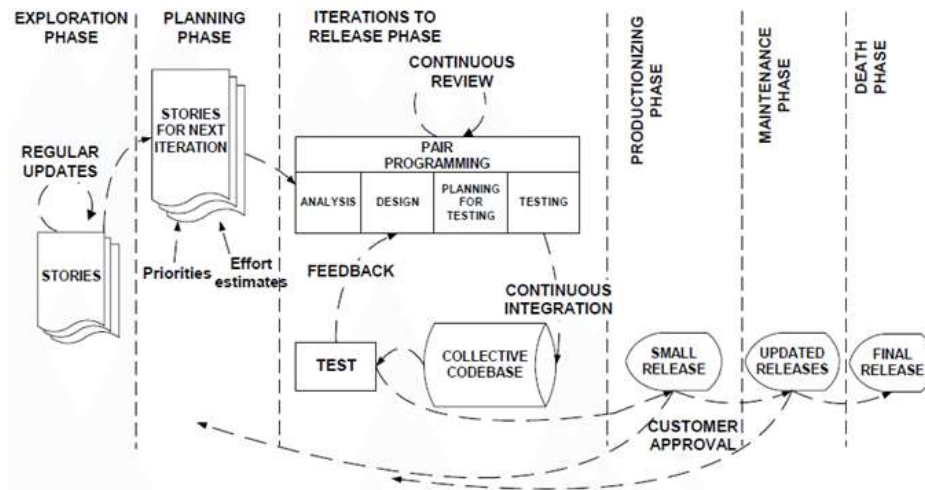 EXPLORATION
PHASE
PLANNING
PHASE
ITERATIONS TO
RELEASE PHASE
PRODUCTIONIZING
PHASE
MAINTENANCE
PHASE
DEATH
PHASE
CONTINUOUS
REVIEW
STORIES
FOR NEXT
ITERATION
REGULAR
UPDATES
PAIR
PROGRAMMING
ANALYSIS
DESIGN
PLANNING
FOR
TESTING
TESTING
STORIES
Priorities
Effort
estimates
FEEDBACK
CONTINUOUS
INTEGRATION
TEST
COLLECTIVE
CODEBASE
SMALL
RELEASE
UPDATED
RELEASES
FINAL
RELEASE
CUSTOMER
APPROVAL